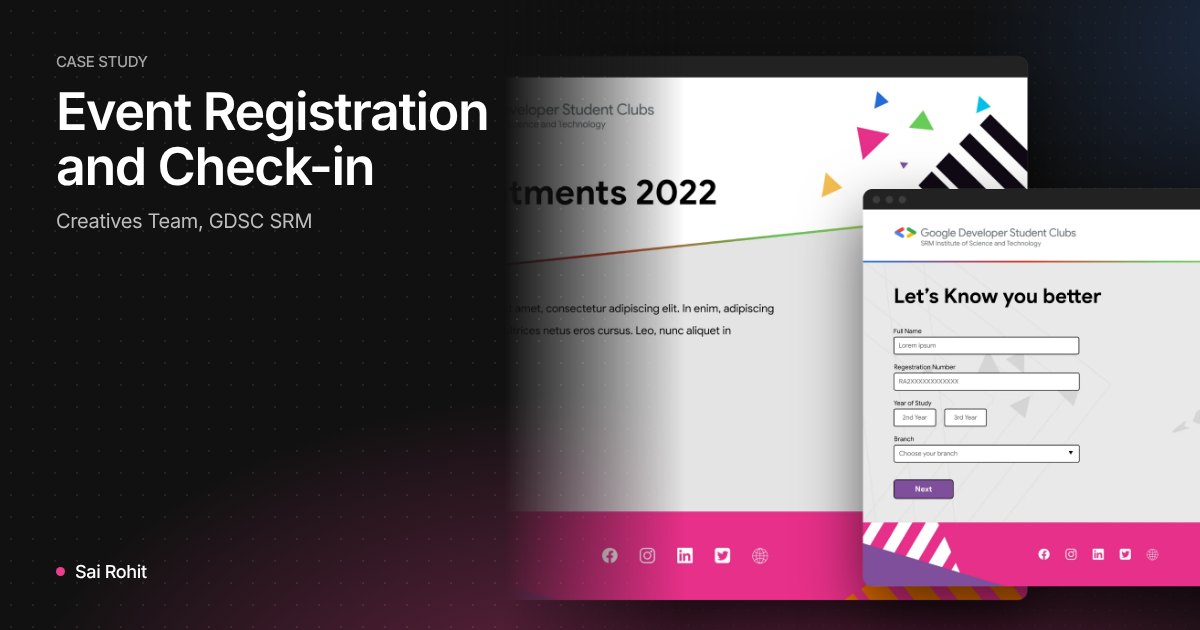 CASE STUDY
Event Registration
and Check-in
Creatives Team, GDSC SRM
Sai Rohit
Developer Student Clubs
Science and Technology
tments 2022
amet, consectetur adipiscing elit. In enim, adipiscing
ultrices netus eros cursus. Leo, nunc aliquet in
Google Developer Student Clubs
SRM Institute of Science and Technology
Let's Know you better
Full Name
Lorem ipsum
Regestration Number
RA2XXXXXXXXXXXX
Year of Study
2nd Year 3rd Year
Branch
Choose your branch
Next